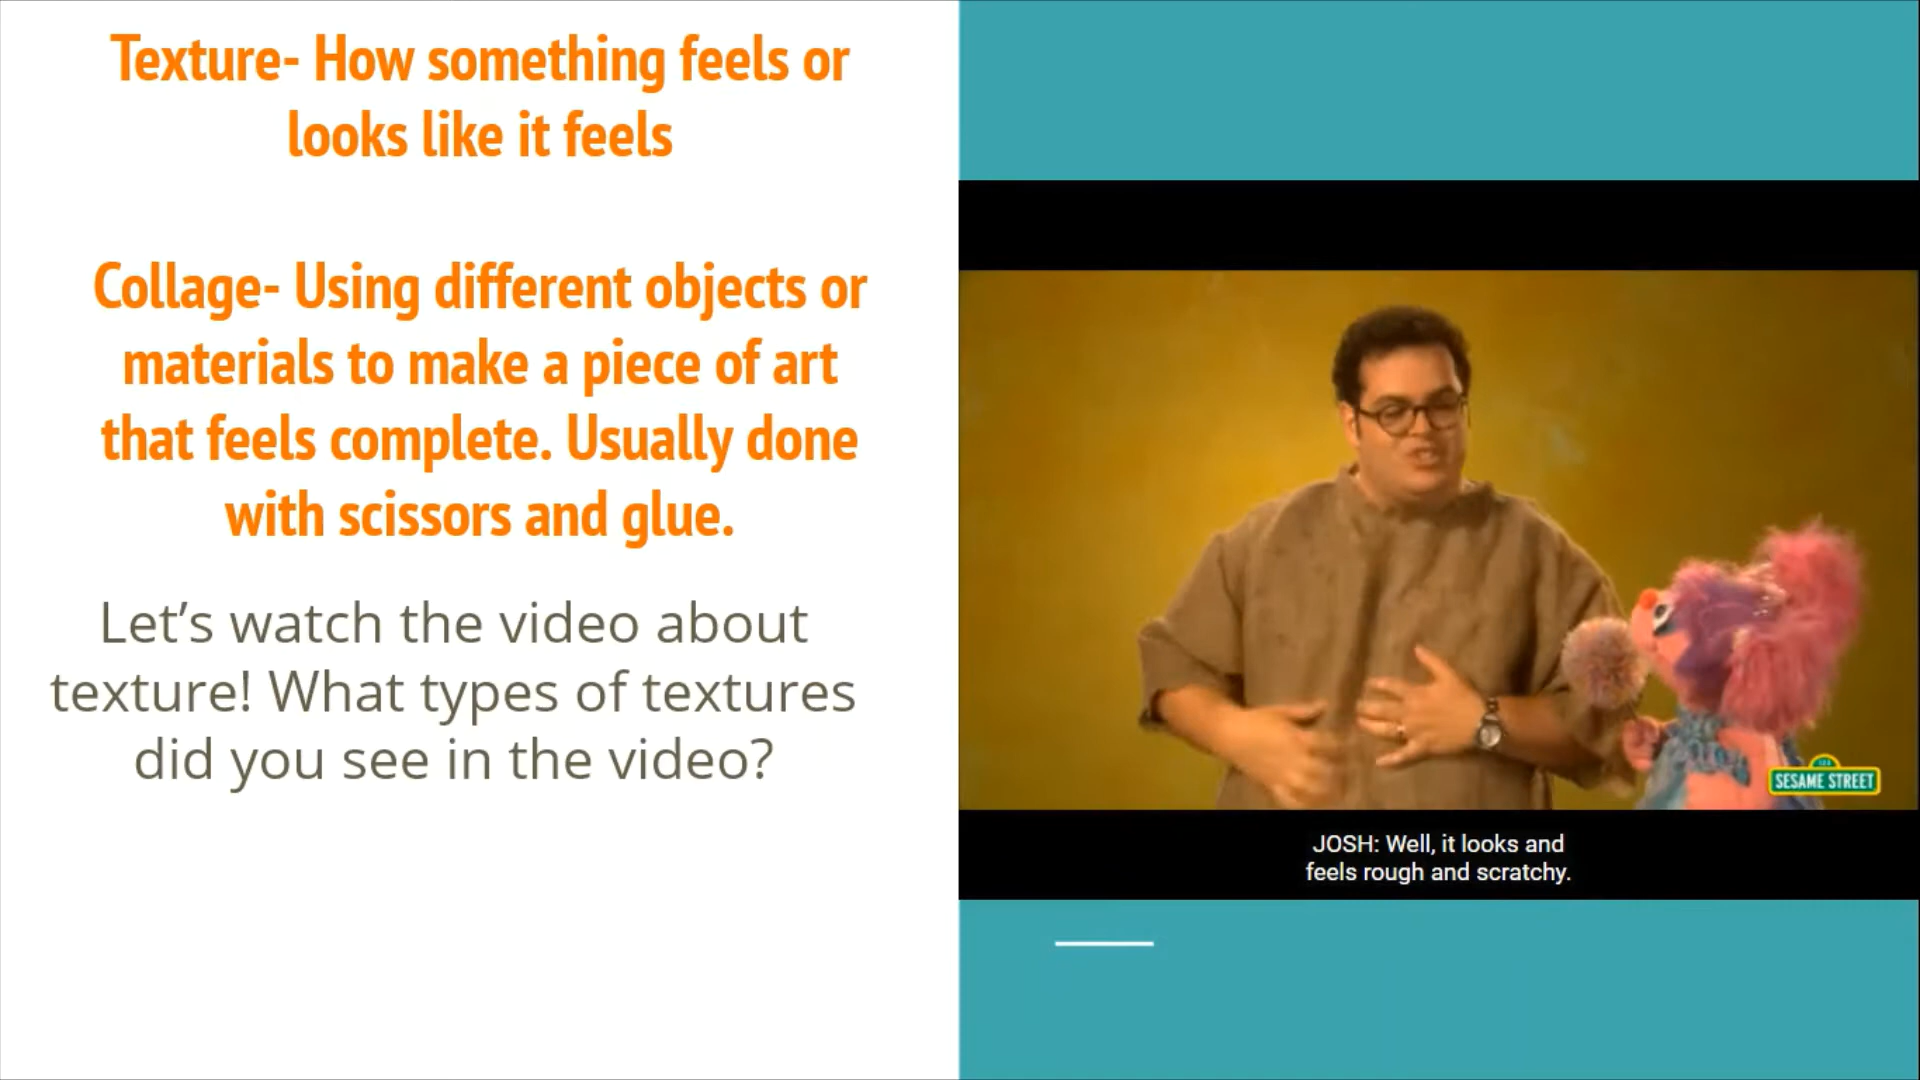 Texture- How something feels or
looks like it feels
Collage- Using different objects or
materials to make a piece of art
that feels complete. Usually done
with scissors and glue.
Let’s watch the video about
texture! What types of textures
did you see in the video?
123
SESAME STREET
JOSH: Well, it looks and
feels rough and scratchy.